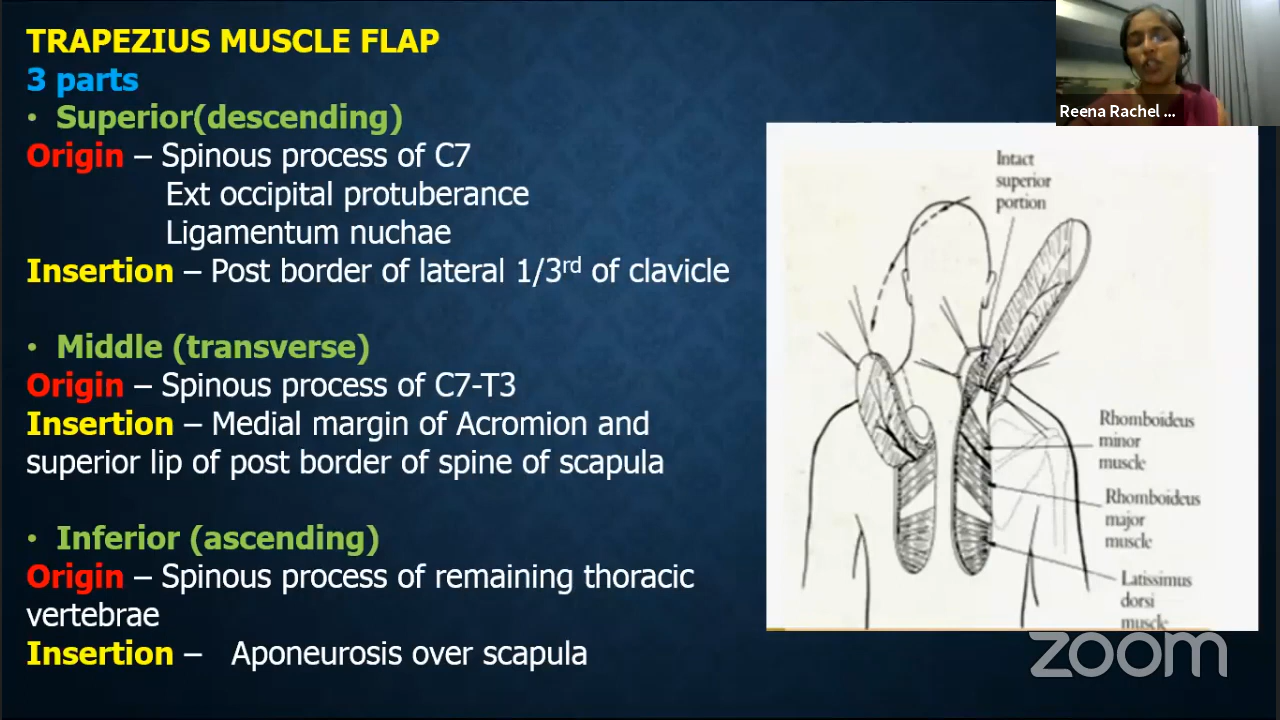 TRAPEZIUS MUSCLE FLAP
3 parts
• Superior(descending)
Origin – Spinous process of C7
Ext occipital protuberance
Ligamentum nuchae
Insertion – Post border of lateral 1/3rd of clavicle
• Middle (transverse)
Origin – Spinous process of C7-T3
Insertion – Medial margin of Acromion and
superior lip of post border of spine of scapula
• Inferior (ascending)
Origin – Spinous process of remaining thoracic
vertebrae
Insertion – Aponeurosis over scapula
Reena Rachel ...
Intact
superior
portion
Rhomboideus
minor
muscle
Rhomboideus
major
muscle
Latissimus
dorsi
muscle
zoom